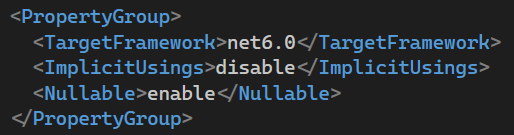 <PropertyGroup>
<TargetFramework>net6.0</TargetFramework>
<ImplicitUsings>disable</ImplicitUsings>
<Nullable>enable</Nullable>
</PropertyGroup>